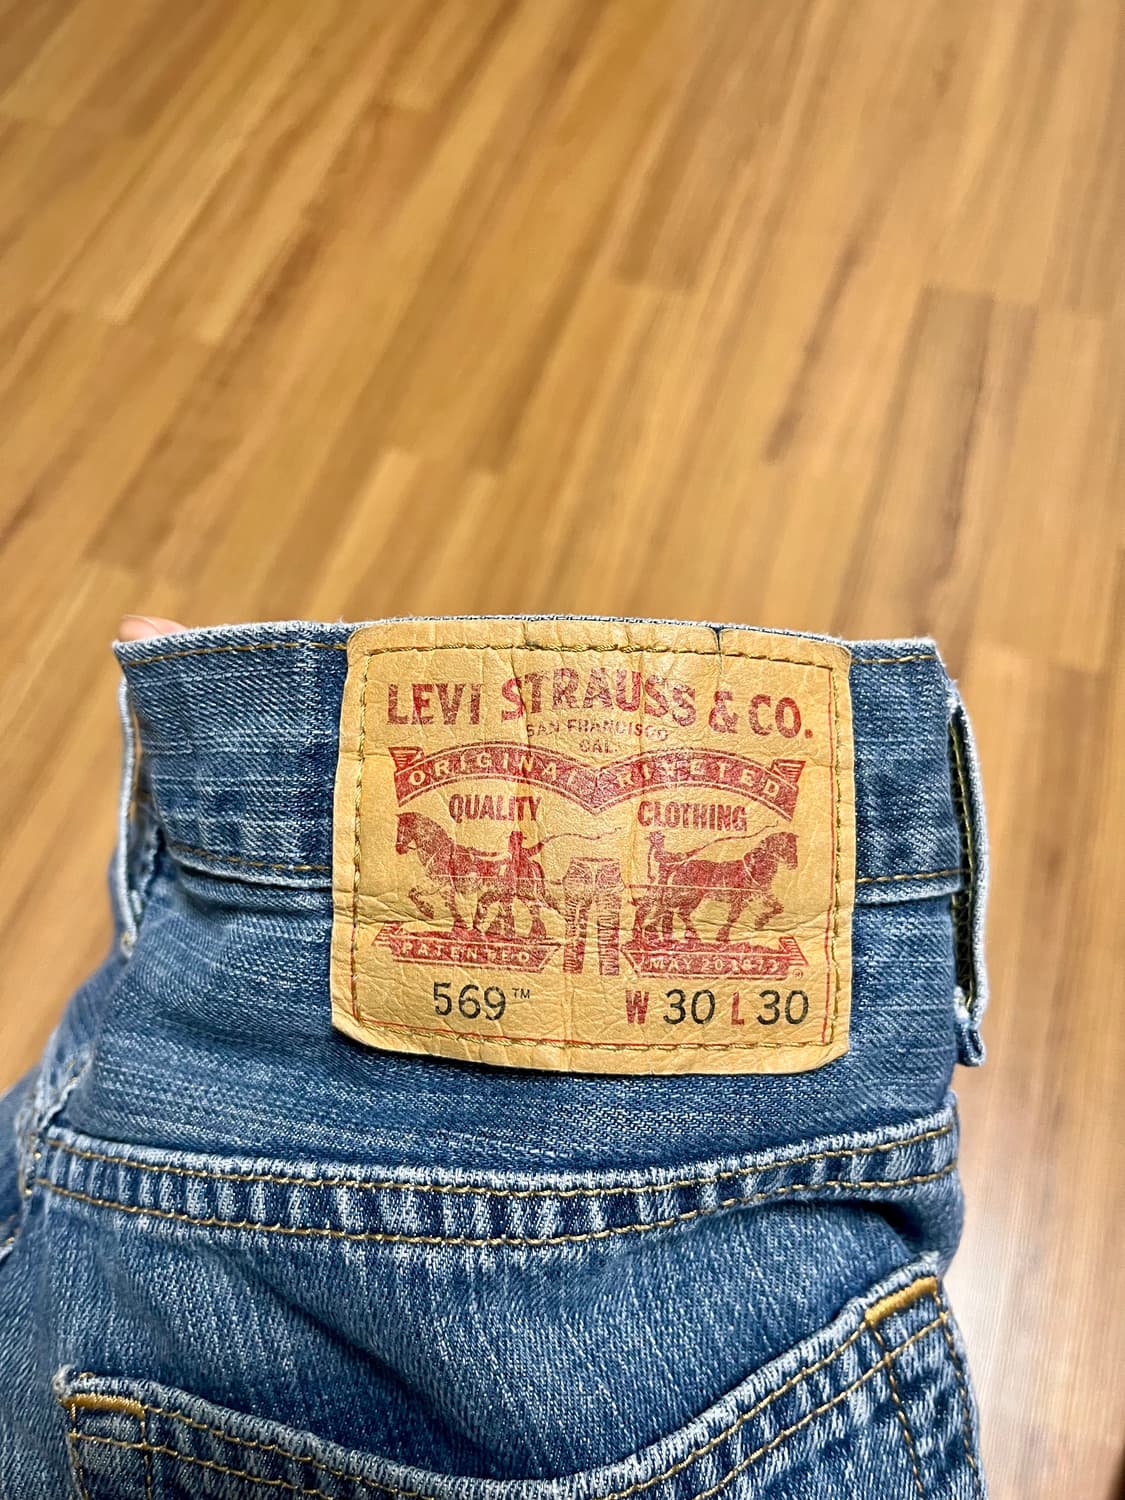 LEVI STRAUSS & CO.
SAN FRANCISCO
CAL.
ORIGINAL RIVETED
QUALITY CLOTHING
PATENTED MAY 20 1873 ®
569™ W 30 L 30